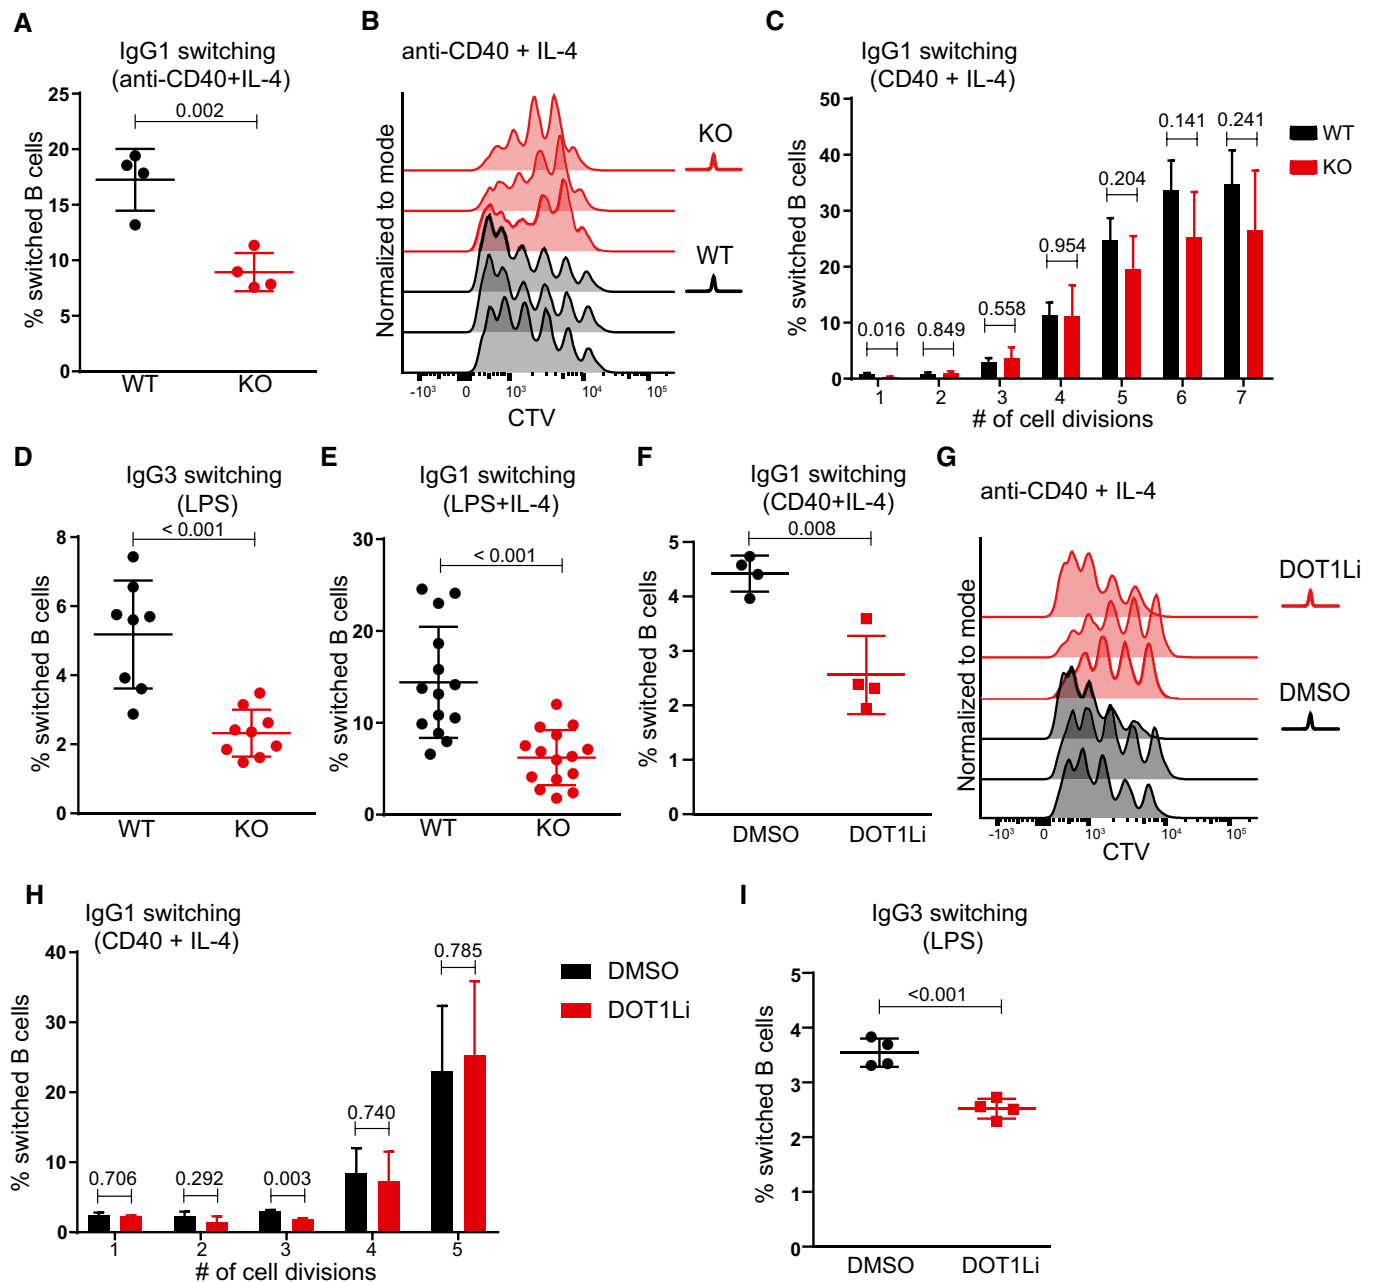 A
IgG1 switching
(anti-CD40+IL-4)
% switched B cells
25
20
15
10
5
0
0.002
WT
KO
B
anti-CD40 + IL-4
Normalized to mode
KO
WT
-10³
0
10³
10⁴
10⁵
CTV
C
IgG1 switching
(CD40 + IL-4)
% switched B cells
50
40
30
20
10
0
0.016
0.849
0.558
0.954
0.204
0.141
0.241
WT
KO
1
2
3
4
5
6
7
# of cell divisions
D
IgG3 switching
(LPS)
% switched B cells
8
6
4
2
0
< 0.001
WT
KO
E
IgG1 switching
(LPS+IL-4)
% switched B cells
30
20
10
0
< 0.001
WT
KO
F
IgG1 switching
(CD40+IL-4)
% switched B cells
5
4
3
2
1
0
0.008
DMSO
DOT1Li
G
anti-CD40 + IL-4
Normalized to mode
DOT1Li
DMSO
-10³
0
10³
10⁴
10⁵
CTV
H
IgG1 switching
(CD40 + IL-4)
% switched B cells
40
30
20
10
0
0.706
0.292
0.003
0.740
0.785
DMSO
DOT1Li
1
2
3
4
5
# of cell divisions
I
IgG3 switching
(LPS)
% switched B cells
5
4
3
2
1
0
<0.001
DMSO
DOT1Li